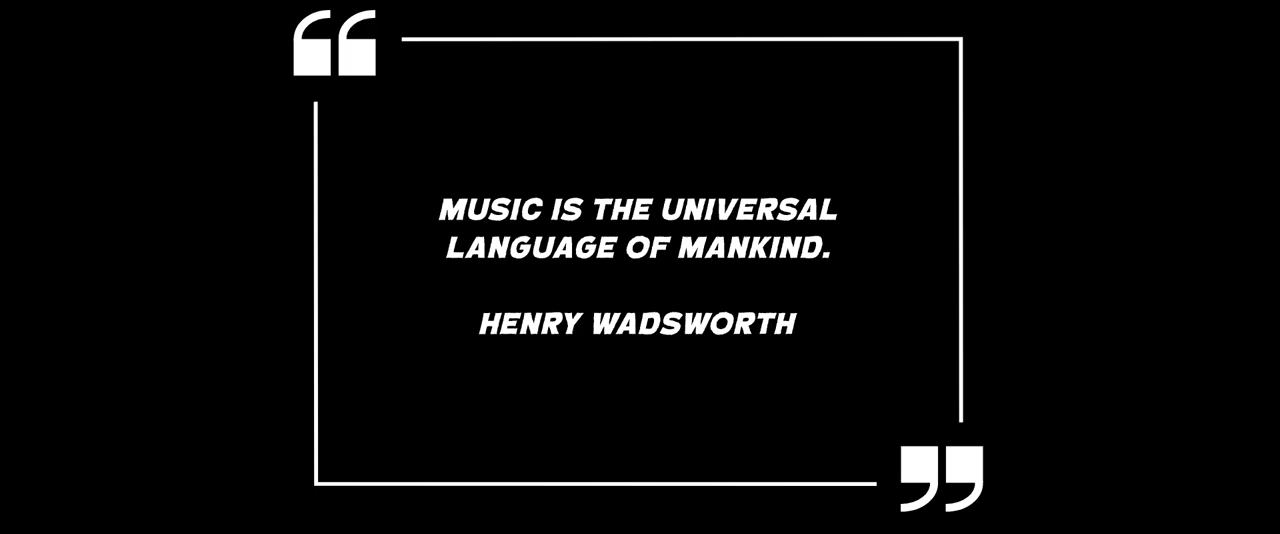 MUSIC IS THE UNIVERSAL
LANGUAGE OF MANKIND.
HENRY WADSWORTH